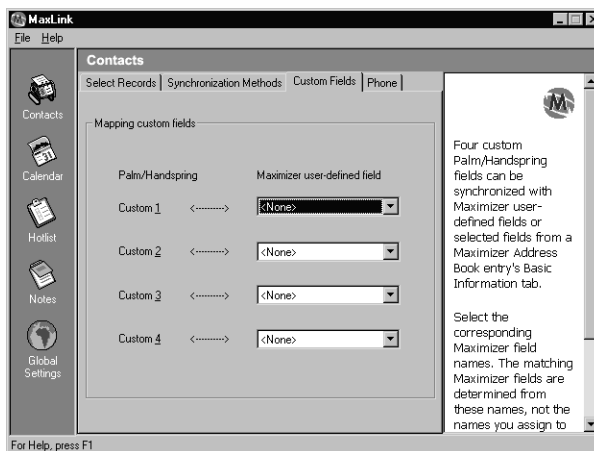 MaxLink
File Help
Contacts
Calendar
Hotlist
Notes
Global
Settings
Contacts
Select Records Synchronization Methods Custom Fields Phone
Mapping custom fields
Palm/Handspring Maximizer user-defined field
Custom 1 <---------> <None>
Custom 2 <---------> <None>
Custom 3 <---------> <None>
Custom 4 <---------> <None>
M
Four custom
Palm/Handspring
fields can be
synchronized with
Maximizer user-
defined fields or
selected fields from a
Maximizer Address
Book entry's Basic
Information tab.
Select the
corresponding
Maximizer field
names. The matching
Maximizer fields are
determined from
these names, not the
names you assign to
For Help, press F1